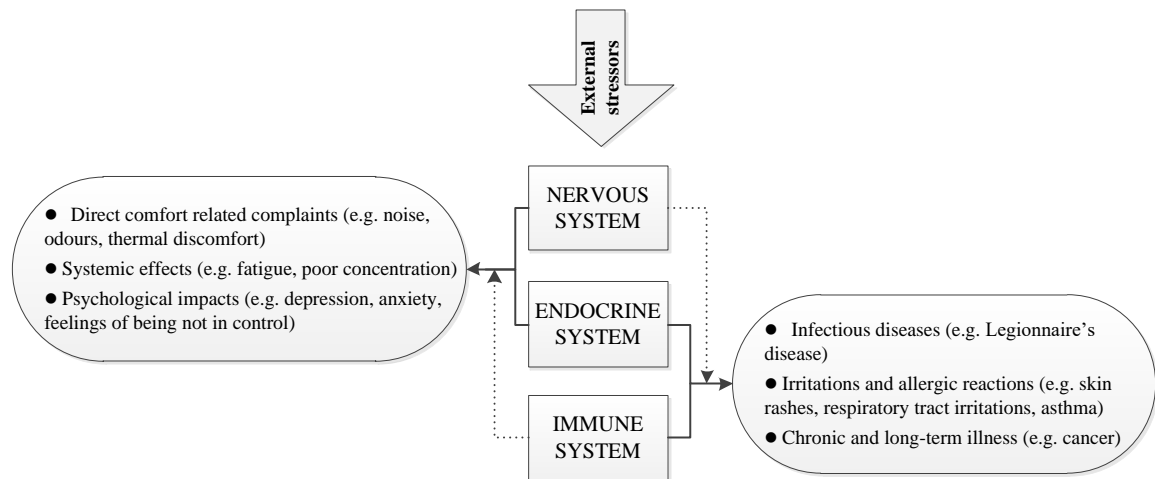 External
stressors
NERVOUS
SYSTEM
● Direct comfort related complaints (e.g. noise,
odours, thermal discomfort)
● Systemic effects (e.g. fatigue, poor concentration)
● Psychological impacts (e.g. depression, anxiety,
feelings of being not in control)
ENDOCRINE
SYSTEM
● Infectious diseases (e.g. Legionnaire’s
disease)
● Irritations and allergic reactions (e.g. skin
rashes, respiratory tract irritations, asthma)
● Chronic and long-term illness (e.g. cancer)
IMMUNE
SYSTEM